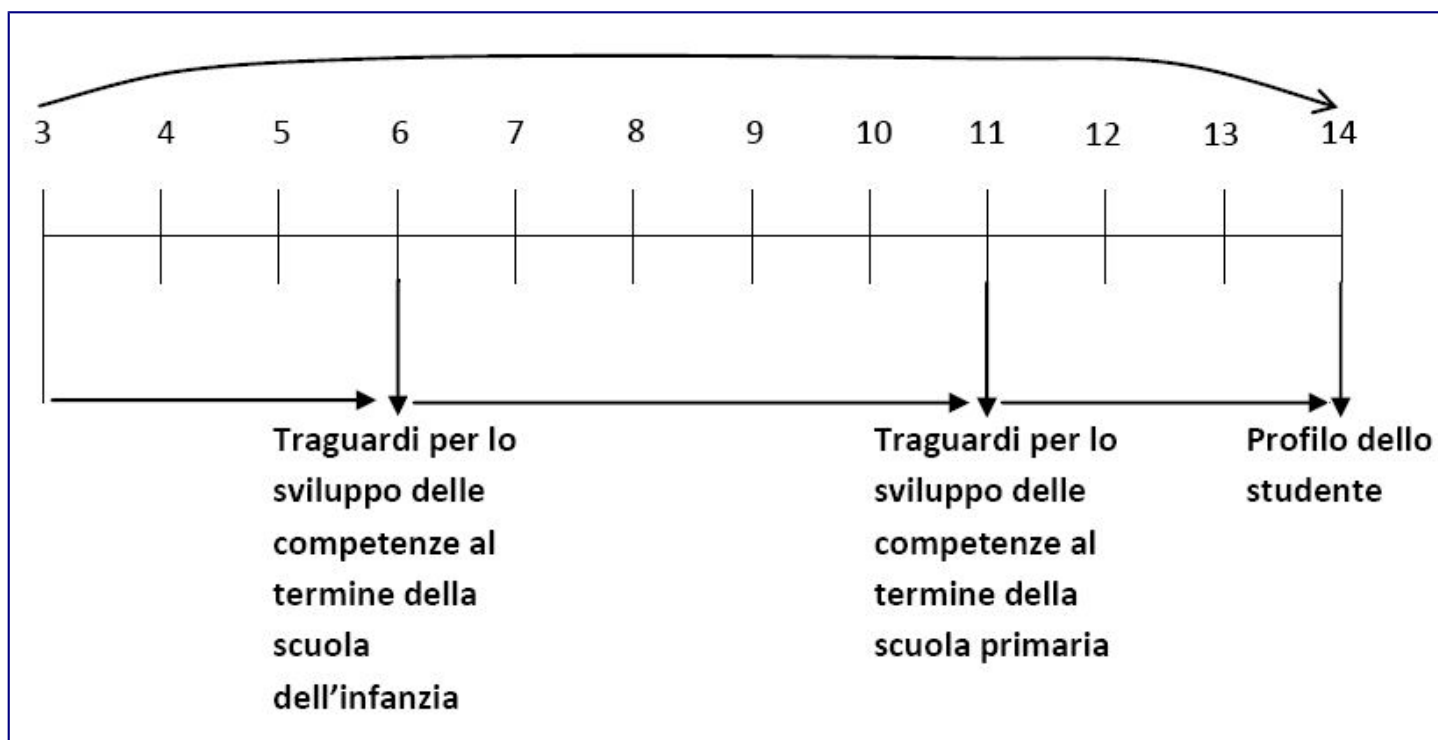 3 4 5 6 7 8 9 10 11 12 13 14
Traguardi per lo
sviluppo delle
competenze al
termine della
scuola
dell’infanzia
Traguardi per lo
sviluppo delle
competenze al
termine della
scuola primaria
Profilo dello
studente